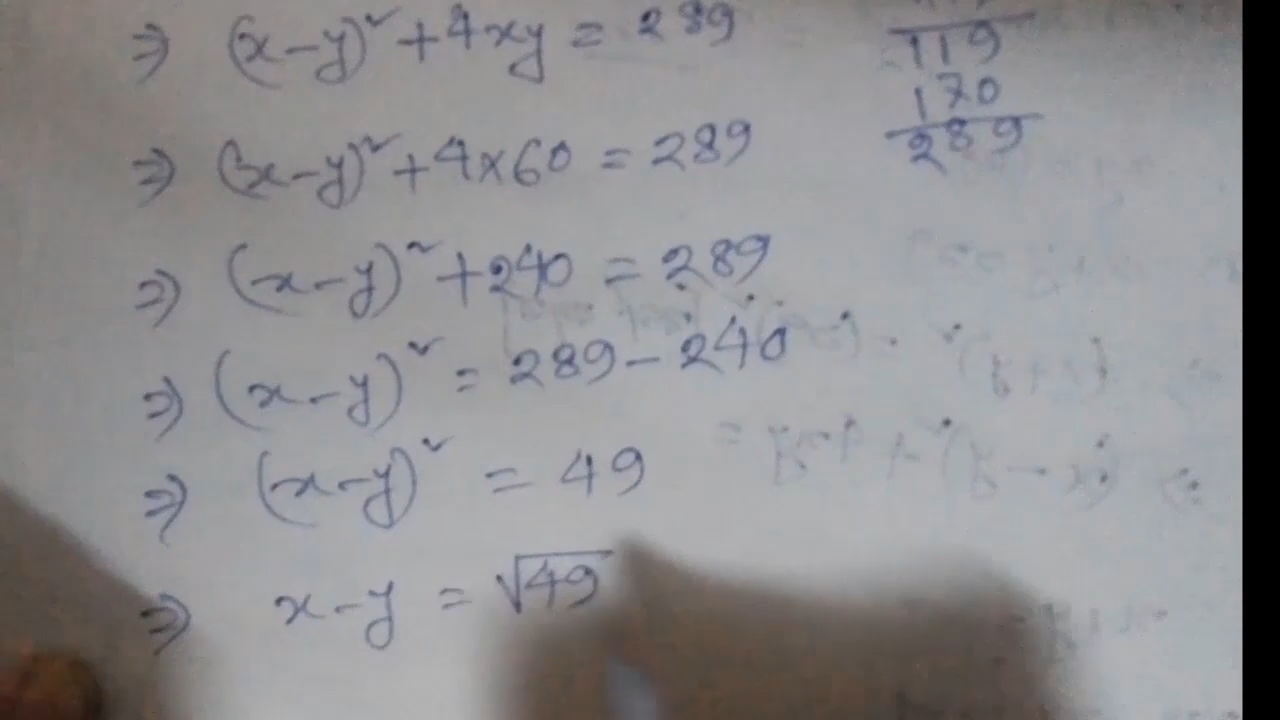 ⇒ (x-y)² + 4xy = 289
119
170
289
⇒ (x-y)² + 4×60 = 289
⇒ (x-y)² + 240 = 289
⇒ (x-y)² = 289 - 240
⇒ (x-y)² = 49
⇒ x-y = √49